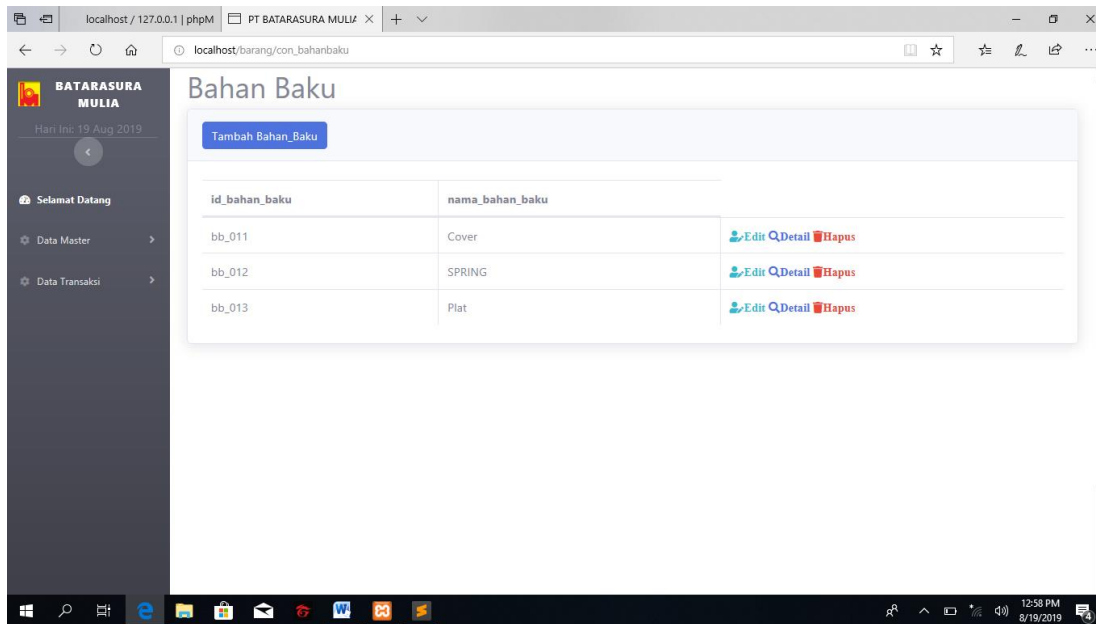 localhost / 127.0.0.1 | phpM
PT BATARASURA MULIA
localhost/barang/con_bahanbaku
BATARASURA
MULIA
Hari Ini: 19 Aug 2019
Selamat Datang
Data Master
Data Transaksi
Bahan Baku
Tambah Bahan_Baku
id_bahan_baku nama_bahan_baku
bb_011 Cover Edit Detail Hapus
bb_012 SPRING Edit Detail Hapus
bb_013 Plat Edit Detail Hapus
12:58 PM
8/19/2019
4